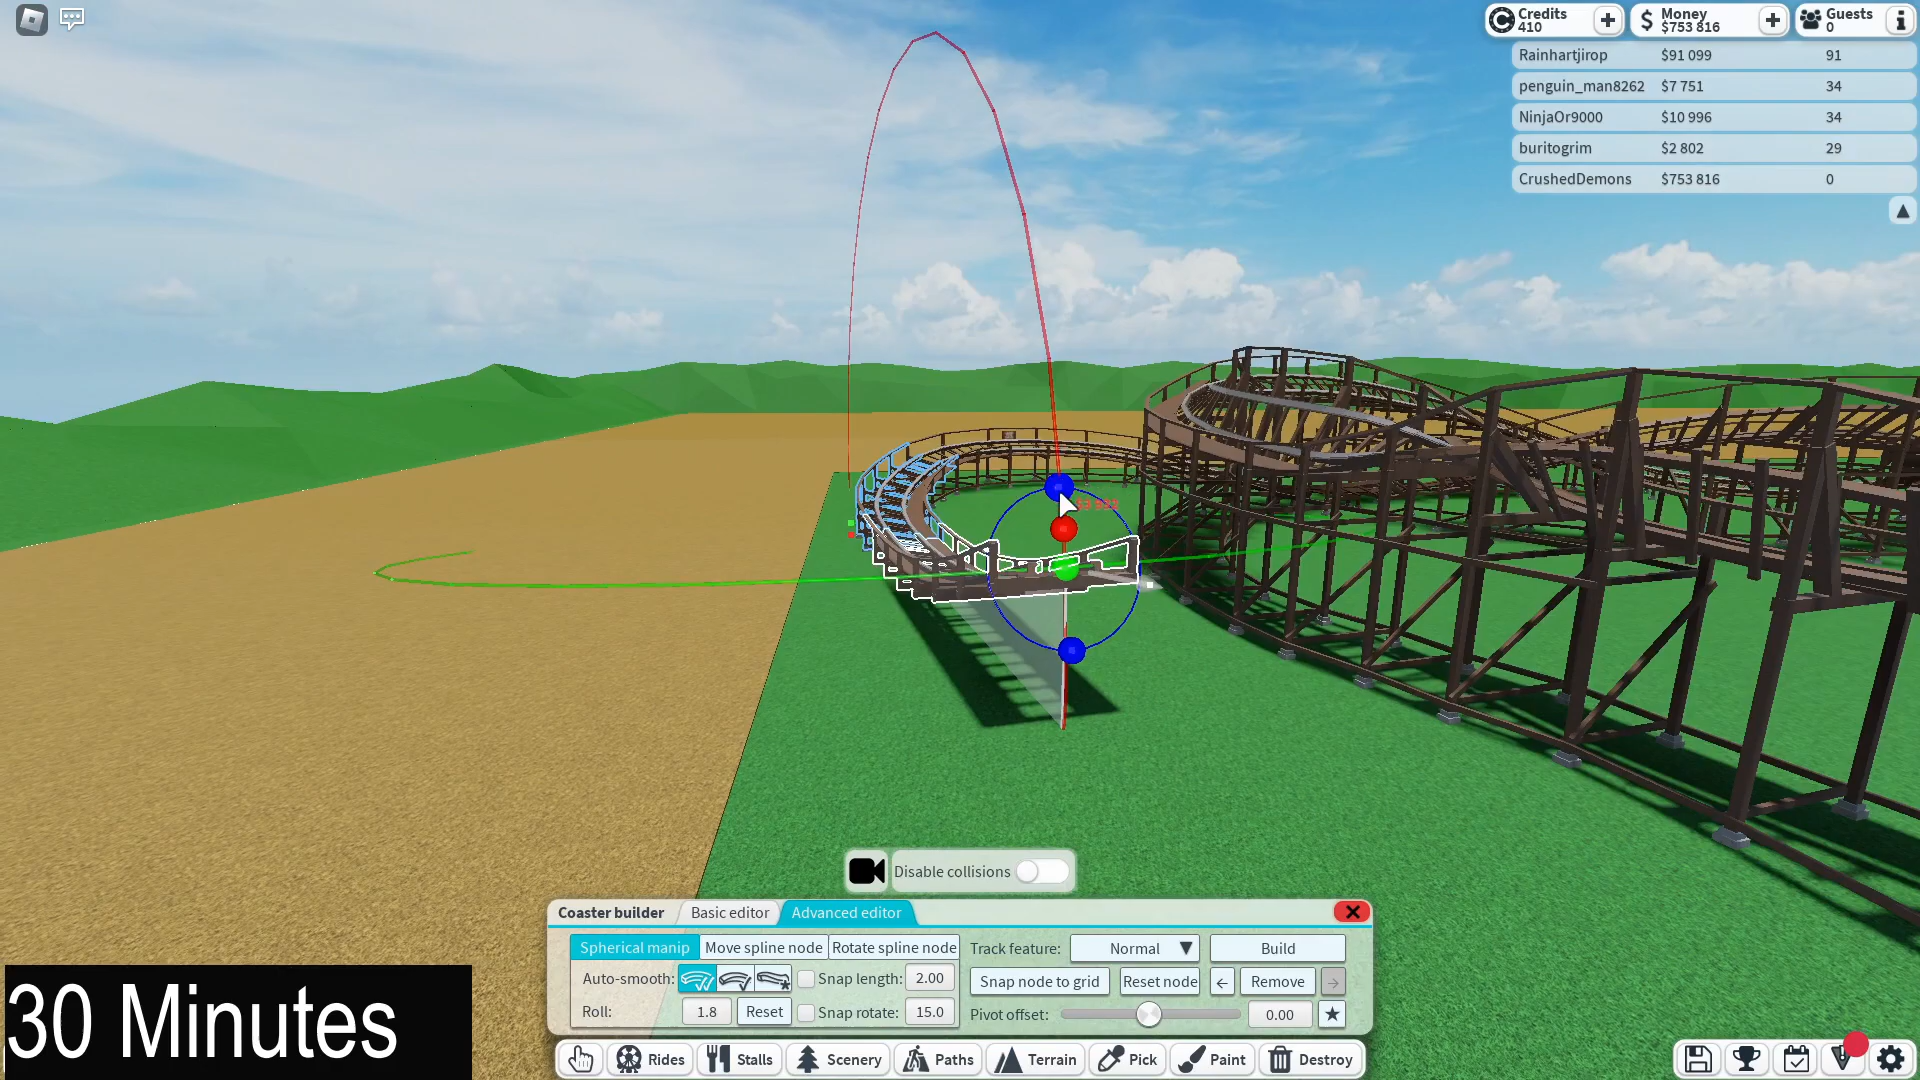 Credits
410
Money
$753 816
Guests
0
Rainhartjirop $91 099 91
penguin_man8262 $7 751 34
NinjaOr9000 $10 996 34
buritogrim $2 802 29
CrushedDemons $753 816 0
Disable collisions
Coaster builder Basic editor Advanced editor
Spherical manip Move spline node Rotate spline node Track feature: Normal Build
Auto-smooth: Snap length: 2.00 Snap node to grid Reset node Remove
Roll: 1.8 Reset Snap rotate: 15.0 Pivot offset: 0.00
30 Minutes
Rides Stalls Scenery Paths Terrain Pick Paint Destroy